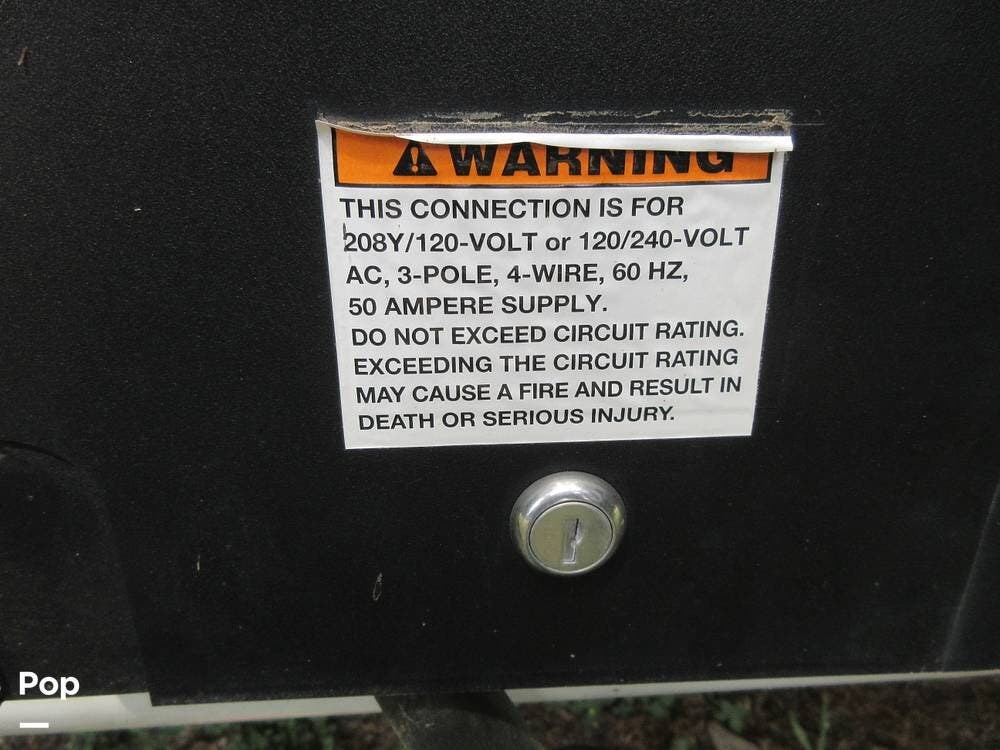 WARNING
THIS CONNECTION IS FOR
208Y/120-VOLT or 120/240-VOLT
AC, 3-POLE, 4-WIRE, 60 HZ,
50 AMPERE SUPPLY.
DO NOT EXCEED CIRCUIT RATING.
EXCEEDING THE CIRCUIT RATING
MAY CAUSE A FIRE AND RESULT IN
DEATH OR SERIOUS INJURY.
Pop